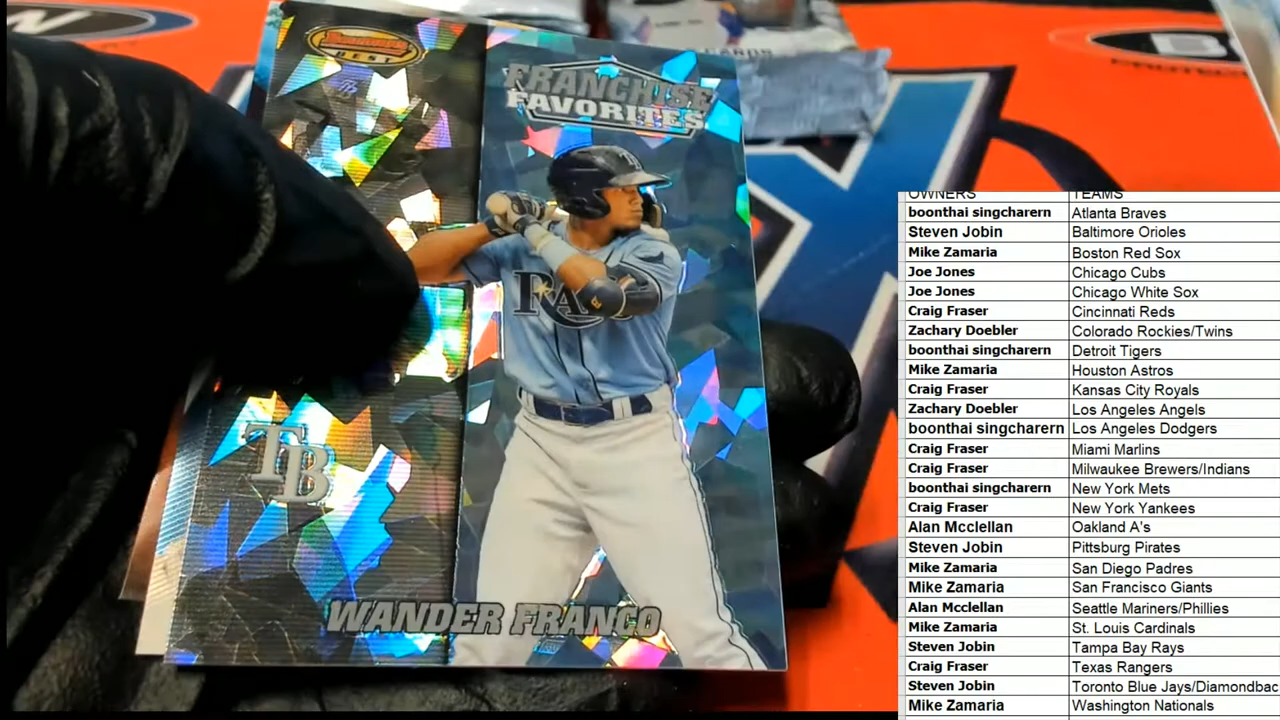 Bowman's
BEST
TB
FRANCHISE
FAVORITES
RAYS
TB
WANDER FRANCO
CARDS
OWNERS TEAMS
boonthai singcharern Atlanta Braves
Steven Jobin Baltimore Orioles
Mike Zamaria Boston Red Sox
Joe Jones Chicago Cubs
Joe Jones Chicago White Sox
Craig Fraser Cincinnati Reds
Zachary Doebler Colorado Rockies/Twins
boonthai singcharern Detroit Tigers
Mike Zamaria Houston Astros
Craig Fraser Kansas City Royals
Zachary Doebler Los Angeles Angels
boonthai singcharern Los Angeles Dodgers
Craig Fraser Miami Marlins
Craig Fraser Milwaukee Brewers/Indians
boonthai singcharern New York Mets
Craig Fraser New York Yankees
Alan Mcclellan Oakland A's
Steven Jobin Pittsburg Pirates
Mike Zamaria San Diego Padres
Mike Zamaria San Francisco Giants
Alan Mcclellan Seattle Mariners/Phillies
Mike Zamaria St. Louis Cardinals
Steven Jobin Tampa Bay Rays
Craig Fraser Texas Rangers
Steven Jobin Toronto Blue Jays/Diamondbac
Mike Zamaria Washington Nationals